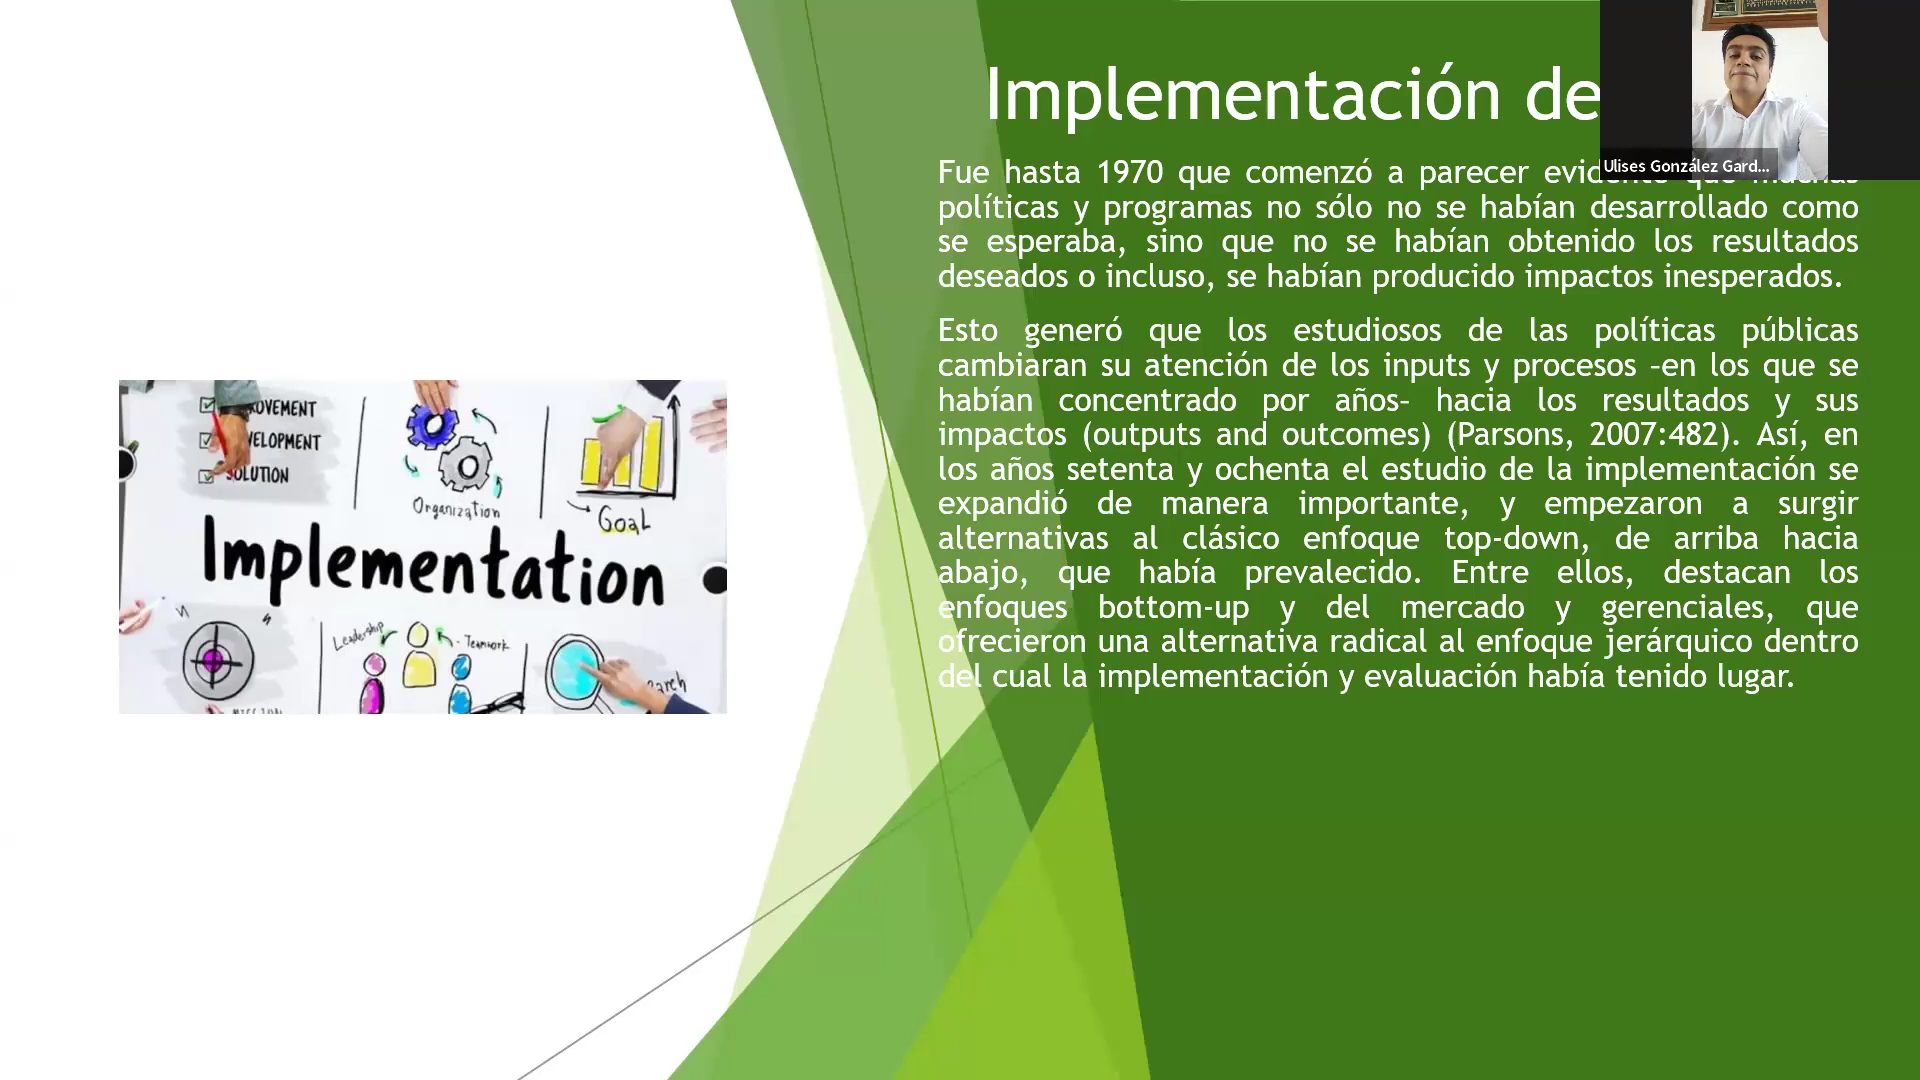 Implementación de
Ulises González Gard...
Fue hasta 1970 que comenzó a parecer evidente que muchas
políticas y programas no sólo no se habían desarrollado como
se esperaba, sino que no se habían obtenido los resultados
deseados o incluso, se habían producido impactos inesperados.
Esto generó que los estudiosos de las políticas públicas
cambiaran su atención de los inputs y procesos –en los que se
habían concentrado por años– hacia los resultados y sus
impactos (outputs and outcomes) (Parsons, 2007:482). Así, en
los años setenta y ochenta el estudio de la implementación se
expandió de manera importante, y empezaron a surgir
alternativas al clásico enfoque top-down, de arriba hacia
abajo, que había prevalecido. Entre ellos, destacan los
enfoques bottom-up y del mercado y gerenciales, que
ofrecieron una alternativa radical al enfoque jerárquico dentro
del cual la implementación y evaluación había tenido lugar.
OVEMENT
VELOPMENT
SOLUTION
Organization
GOAL
Implementation
Leadership
- Teamwork
arch